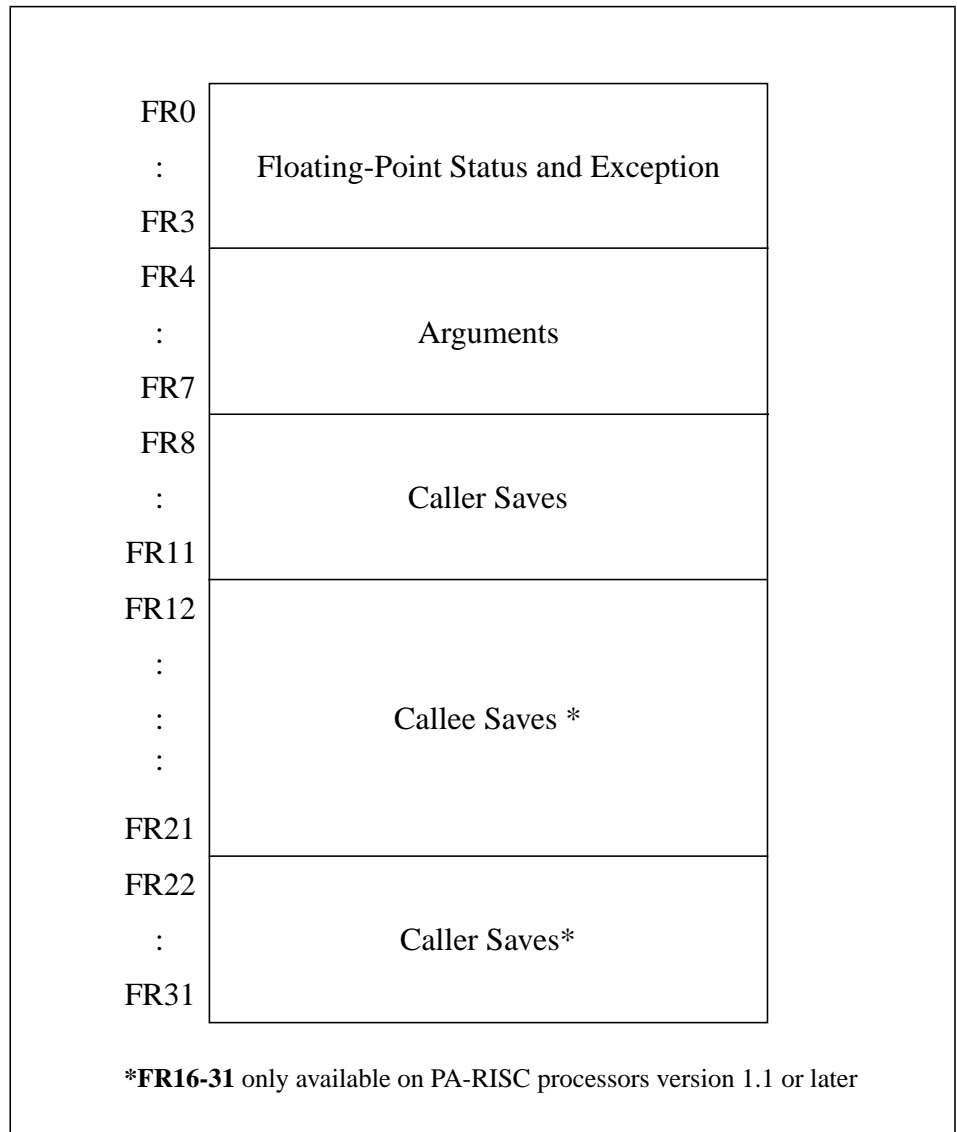 FR0
: Floating-Point Status and Exception
FR3
FR4
: Arguments
FR7
FR8
: Caller Saves
FR11
FR12
:
: Callee Saves *
:
FR21
FR22
: Caller Saves*
FR31
*FR16-31 only available on PA-RISC processors version 1.1 or later